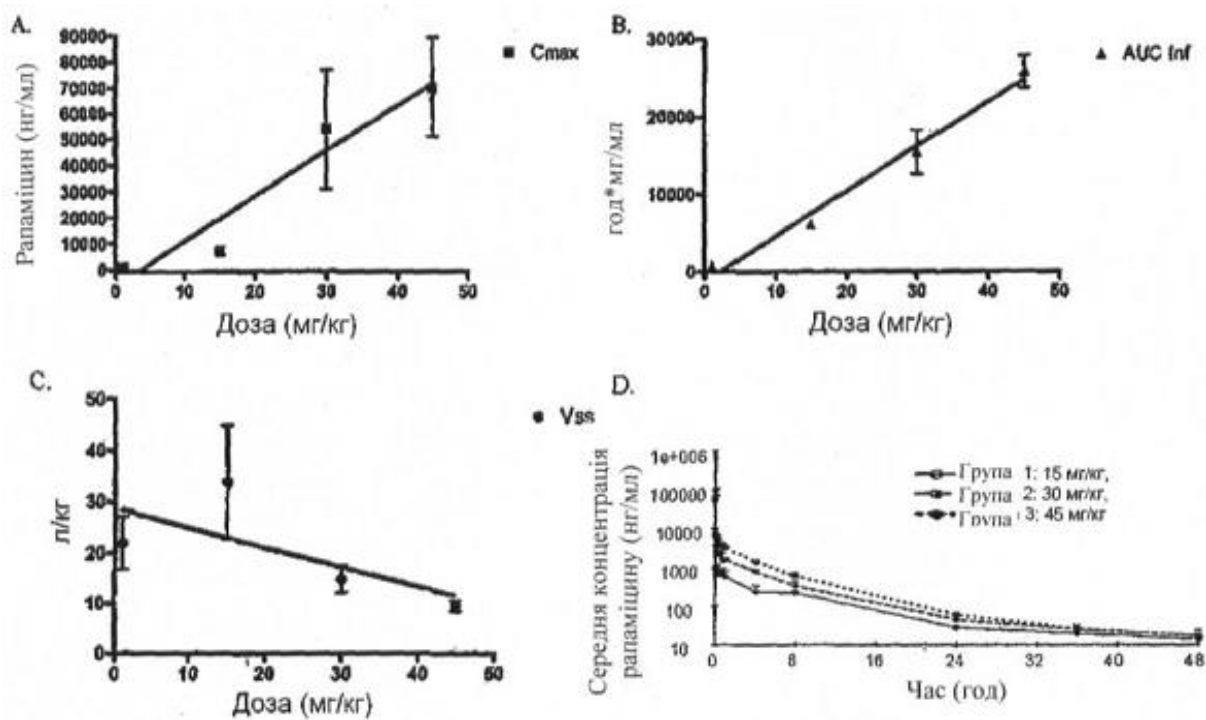 A.
90000
80000
70000
60000
50000
40000
30000
20000
10000
0
Рапаміцин (нг/мл)
0 10 20 30 40 50
Доза (мг/кг)
Cmax
B.
30000
20000
10000
0
год*мг/мл
0 10 20 30 40 50
Доза (мг/кг)
AUC Inf
C.
50
40
30
20
10
0
л/кг
0 10 20 30 40 50
Доза (мг/кг)
Vss
D.
1e+006
100000
10000
1000
100
10
Середня концентрація
рапаміцину (нг/мл)
0 8 16 24 32 40 48
Час (год)
Група 1: 15 мг/кг,
Група 2: 30 мг/кг,
Група 3: 45 мг/кг